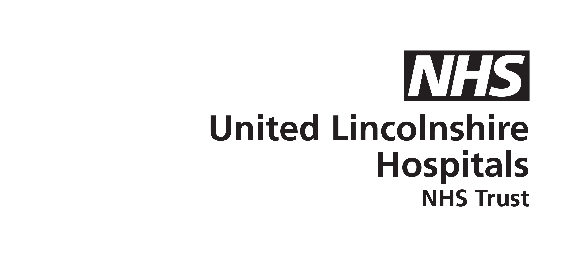 NHS
United Lincolnshire
Hospitals
NHS Trust